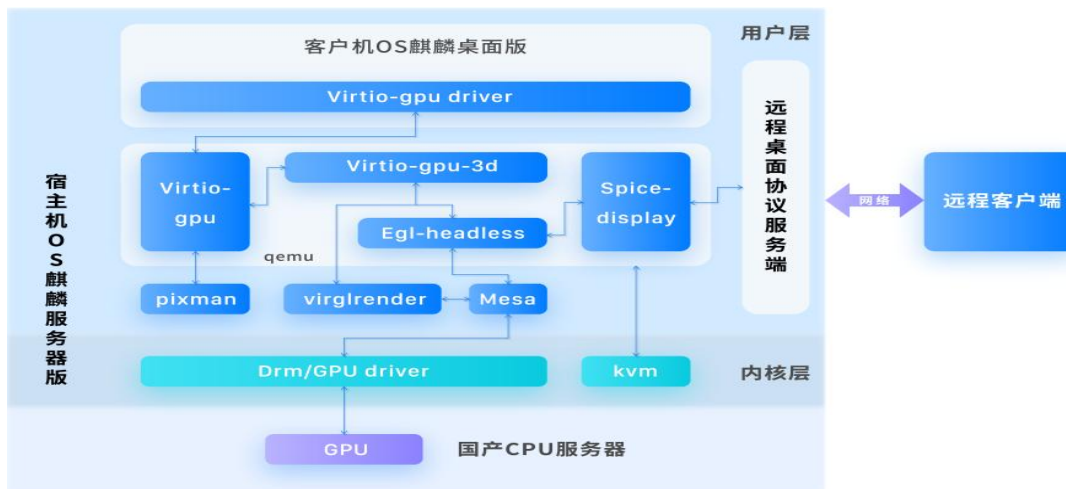 客户机OS麒麟桌面版
用户层
Virtio-gpu driver
远程桌面协议服务端
宿主机OS麒麟服务器版
Virtio-
gpu
Virtio-gpu-3d
Spice-
display
网络
远程客户端
Egl-headless
qemu
pixman
virglrender
Mesa
Drm/GPU driver
kvm
内核层
GPU
国产CPU服务器